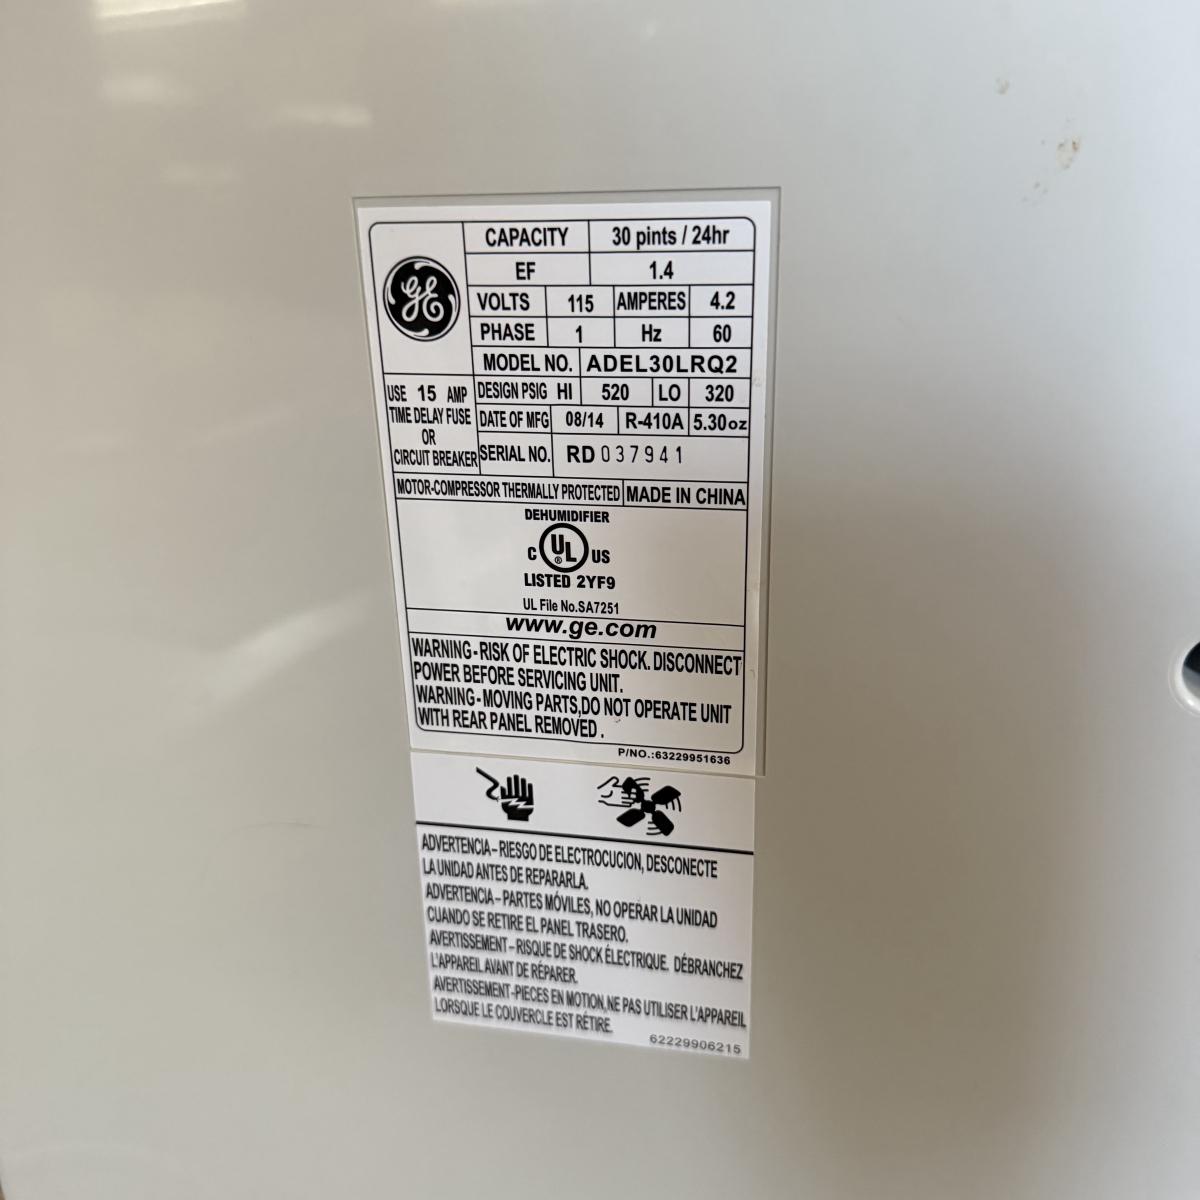 GE
CAPACITY 30 pints / 24hr
EF 1.4
VOLTS 115 AMPERES 4.2
PHASE 1 Hz 60
MODEL NO. ADEL30LRQ2
USE 15 AMP
TIME DELAY FUSE
OR
CIRCUIT BREAKER
DESIGN PSIG HI 520 LO 320
DATE OF MFG 08/14 R-410A 5.30oz
SERIAL NO. RD037941
MOTOR-COMPRESSOR THERMALLY PROTECTED MADE IN CHINA
DEHUMIDIFIER
C UL® US
LISTED 2YF9
UL File No.SA7251
www.ge.com
WARNING-RISK OF ELECTRIC SHOCK. DISCONNECT
POWER BEFORE SERVICING UNIT.
WARNING-MOVING PARTS,DO NOT OPERATE UNIT
WITH REAR PANEL REMOVED .
P/NO.:63229951636
ADVERTENCIA-RIESGO DE ELECTROCUCION, DESCONECTE
LA UNIDAD ANTES DE REPARARLA.
ADVERTENCIA-PARTES MÓVILES, NO OPERAR LA UNIDAD
CUANDO SE RETIRE EL PANEL TRASERO.
AVERTISSEMENT-RISQUE DE SHOCK ÉLECTRIQUE. DÉBRANCHEZ
L'APPAREIL AVANT DE RÉPARER.
AVERTISSEMENT-PIECES EN MOTION, NE PAS UTILISER L'APPAREIL
LORSQUE LE COUVERCLE EST RÉTIRE.
62229906215